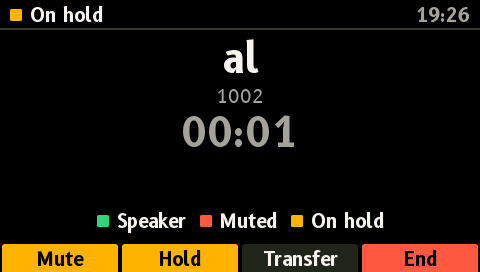 On hold 19:26
al
1002
00:01
Speaker Muted On hold
Mute Hold Transfer End